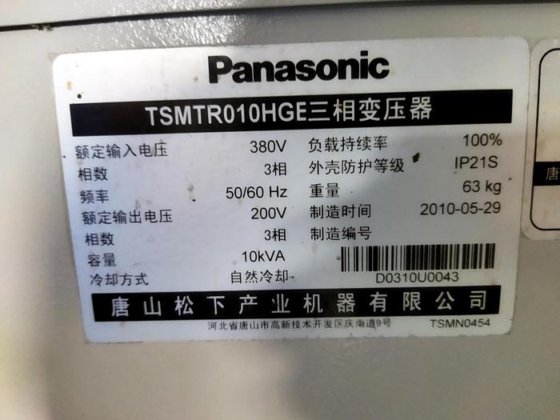 Panasonic
TSMTR010HGE三相变压器
额定输入电压 380V 负载持续率 100%
相数 3相 外壳防护等级 IP21S
频率 50/60 Hz 重量 63 kg
额定输出电压 200V 制造时间 2010-05-29
相数 3相 制造编号
容量 10kVA
冷却方式 自然冷却 D0310U0043
唐山松下产业机器有限公司
河北省唐山市高新技术开发区庆南道9号 TSMN0454
唐